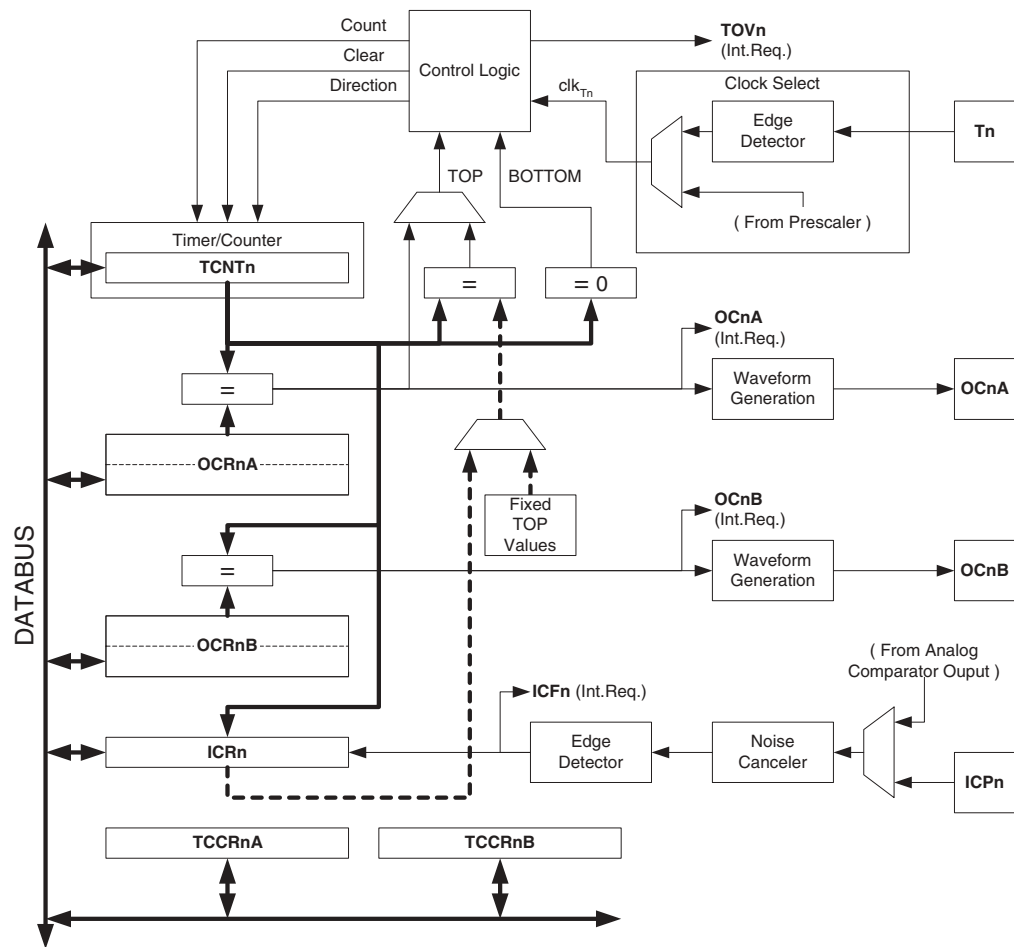 Count
TOVn
(Int.Req.)
Clear
Control Logic
Direction
clkTn
Clock Select
Edge
Detector
Tn
TOP
BOTTOM
( From Prescaler )
Timer/Counter
TCNTn
=
= 0
OCnA
(Int.Req.)
=
Waveform
Generation
OCnA
OCRnA
Fixed
TOP
Values
OCnB
(Int.Req.)
=
Waveform
Generation
OCnB
DATABUS
OCRnB
( From Analog
Comparator Ouput )
ICFn (Int.Req.)
ICRn
Edge
Detector
Noise
Canceler
ICPn
TCCRnA
TCCRnB